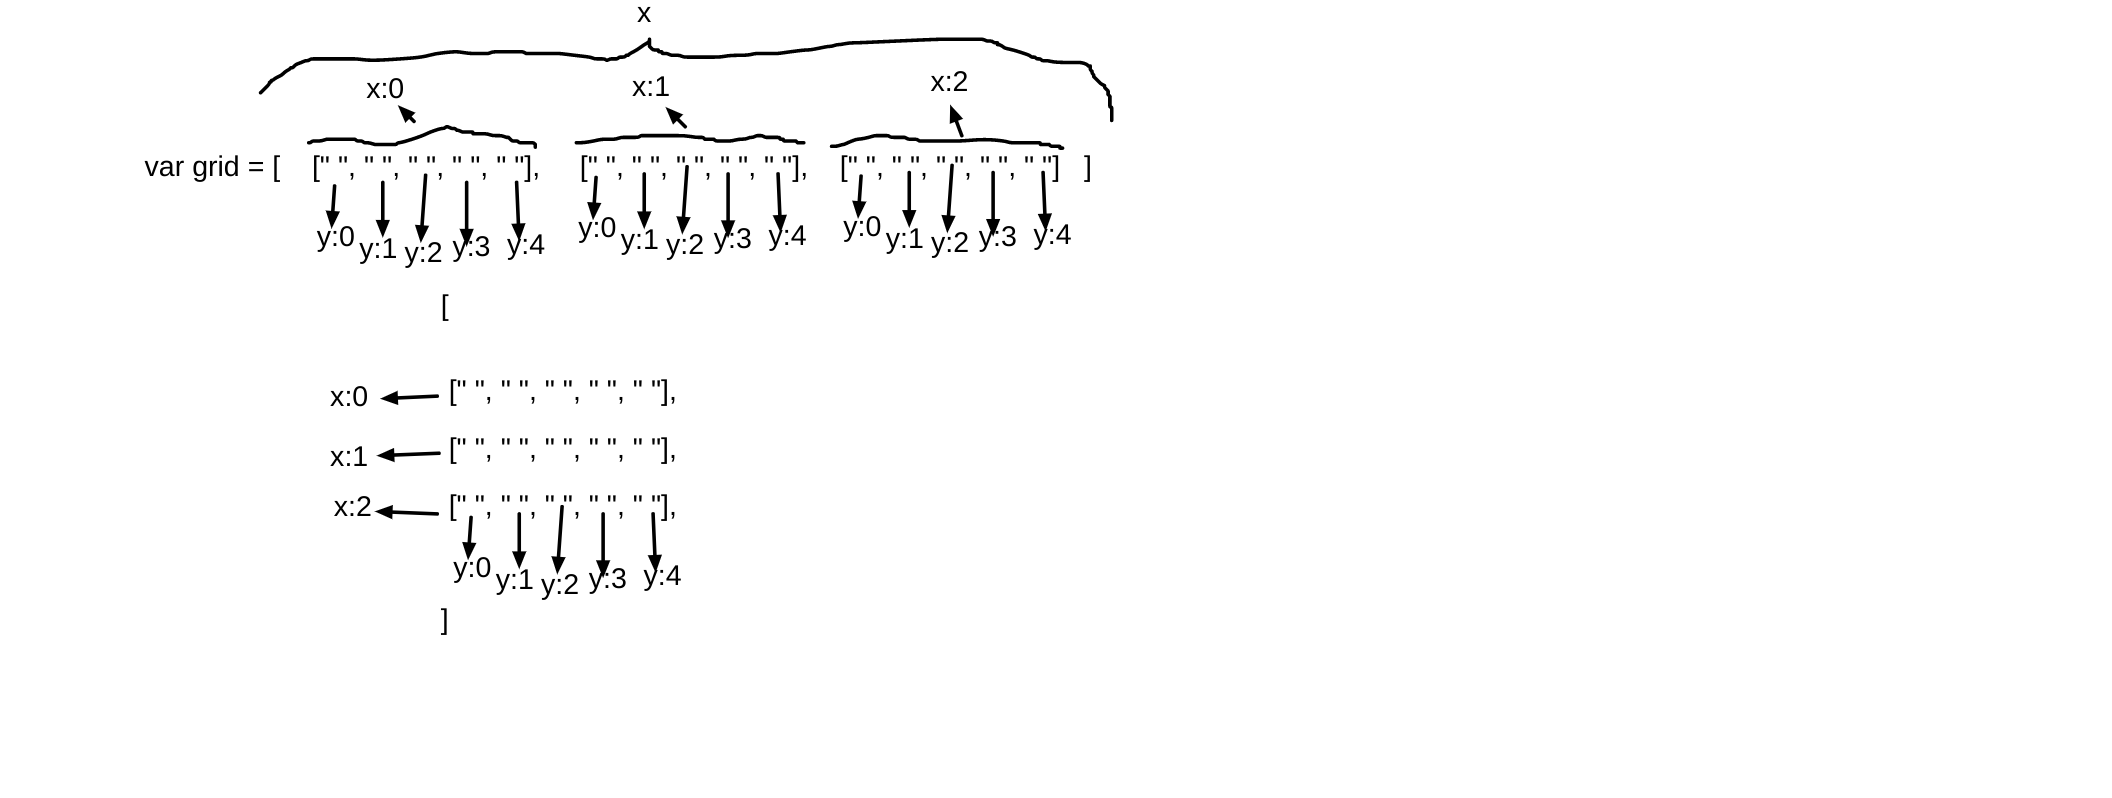 x
x:0 x:1 x:2
var grid = [ [" ", " ", " ", " ", " "], [" ", " ", " ", " ", " "], [" ", " ", " ", " ", " "] ]
y:0 y:1 y:2 y:3 y:4 y:0 y:1 y:2 y:3 y:4 y:0 y:1 y:2 y:3 y:4
[
x:0 [" ", " ", " ", " ", " "],
x:1 [" ", " ", " ", " ", " "],
x:2 [" ", " ", " ", " ", " "],
y:0 y:1 y:2 y:3 y:4
]